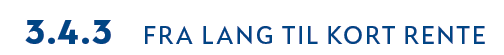 3.4.3 FRA LANG TIL KORT RENTE